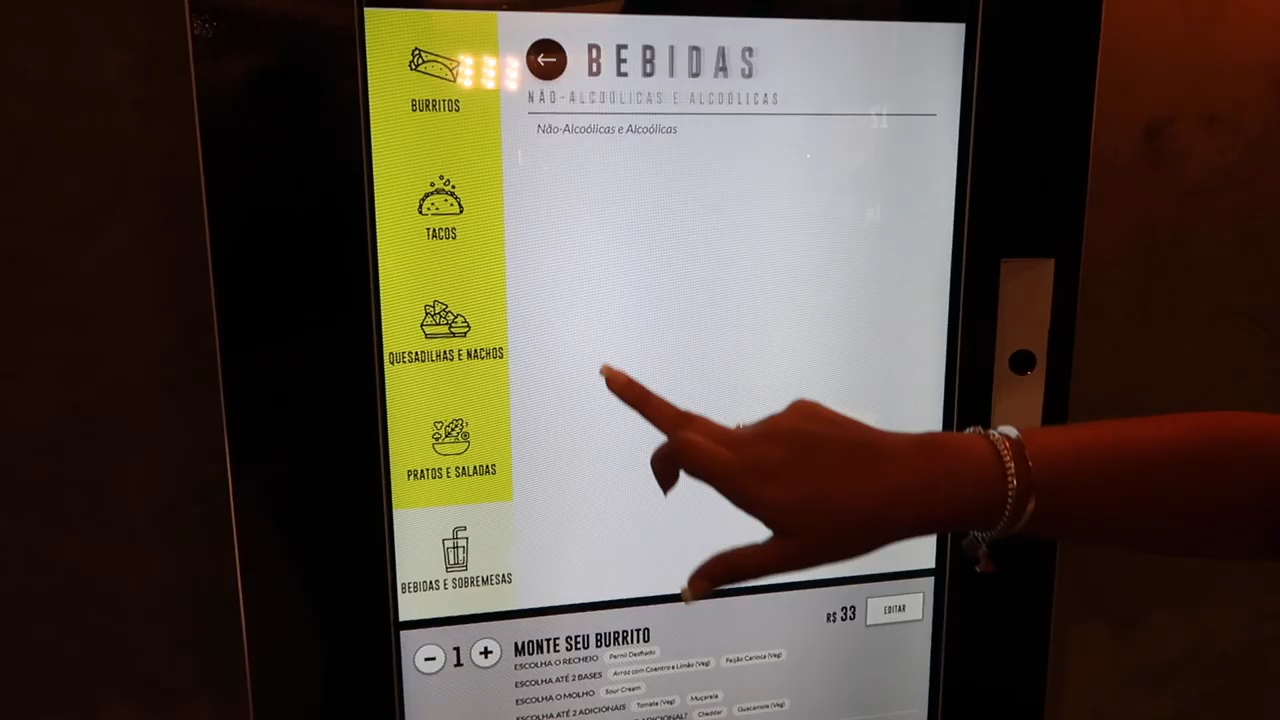 BURRITOS
TACOS
QUESADILHAS E NACHOS
PRATOS E SALADAS
BEBIDAS E SOBREMESAS
BEBIDAS
NÃO-ALCOÓLICAS E ALCOÓLICAS
Não-Alcoólicas e Alcoólicas
1
MONTE SEU BURRITO
R$ 33
EDITAR
ESCOLHA O RECHEIO Pernil Desfiado
ESCOLHA ATÉ 2 BASES Arroz com Coentro e Limão (Veg) Feijão Carioca (Veg)
ESCOLHA O MOLHO Sour Cream
ESCOLHA ATÉ 2 ADICIONAIS Tomate (Veg) Muçarela
ADICIONAL? Cheddar Guacamole (Veg)